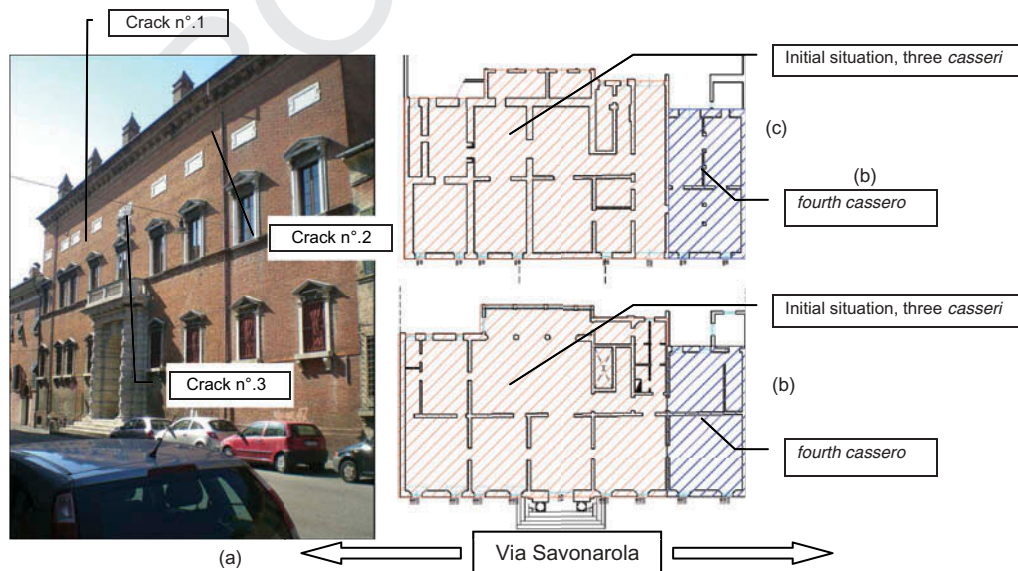 Crack n°.1
Initial situation, three casseri
(c)
(b)
fourth cassero
Crack n°.2
Initial situation, three casseri
Crack n°.3
(b)
fourth cassero
(a)
Via Savonarola